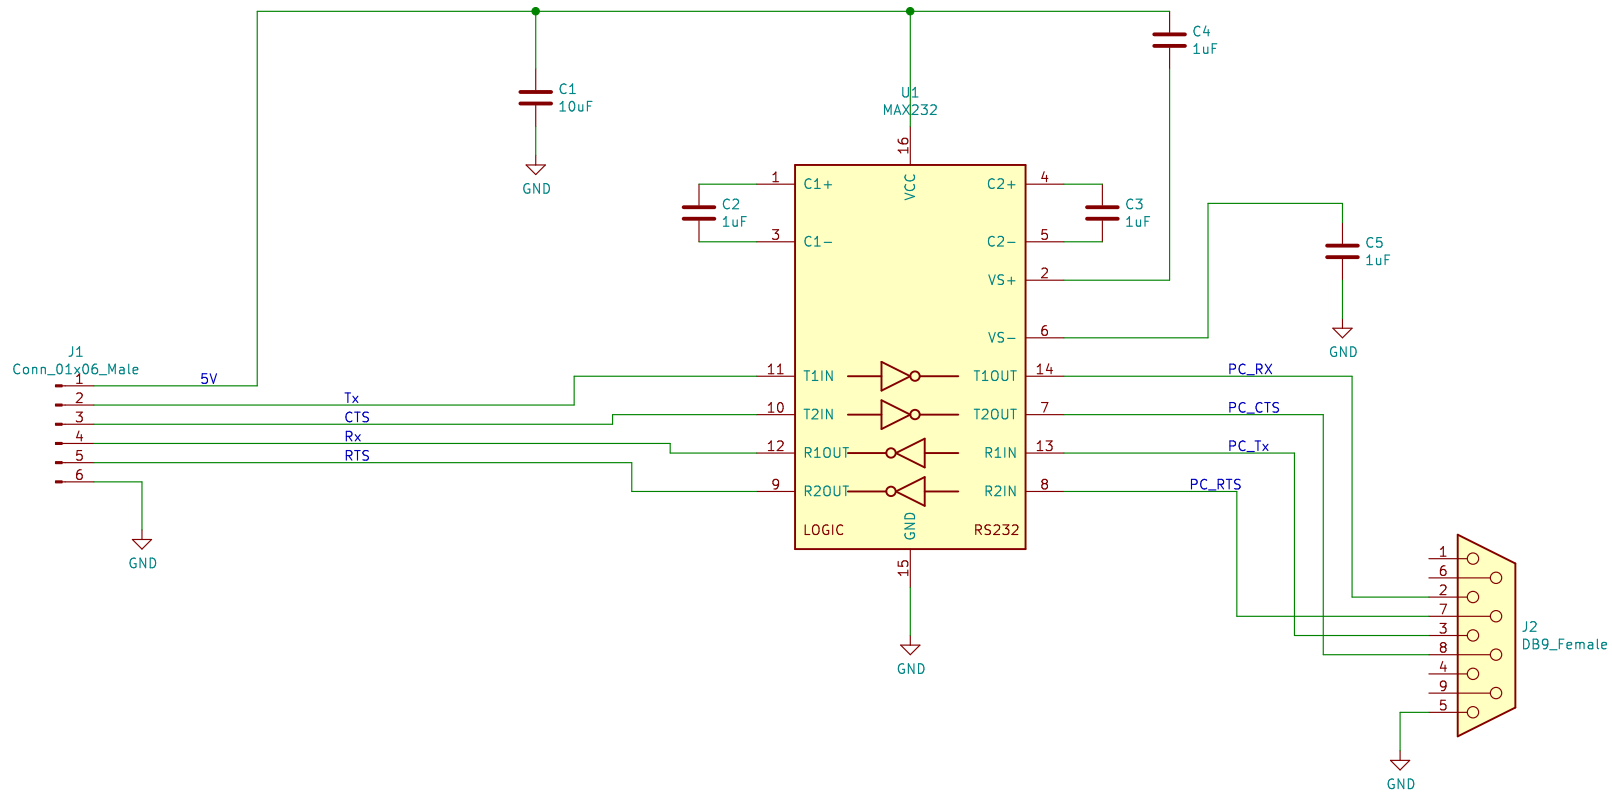 C4
1uF
C1
10uF
U1
MAX232
16
GND
1
C1+
VCC
C2+
4
C2
1uF
C3
1uF
3
C1-
C2-
5
C5
1uF
VS+
2
VS-
6
GND
J1
Conn_01x06_Male
1
5V
2
Tx
3
CTS
4
Rx
5
RTS
6
GND
11
T1IN
T1OUT
14
PC_RX
10
T2IN
T2OUT
7
PC_CTS
12
R1OUT
R1IN
13
PC_Tx
9
R2OUT
R2IN
8
PC_RTS
LOGIC
GND
RS232
15
GND
1
6
2
7
3
8
4
9
5
J2
DB9_Female
GND